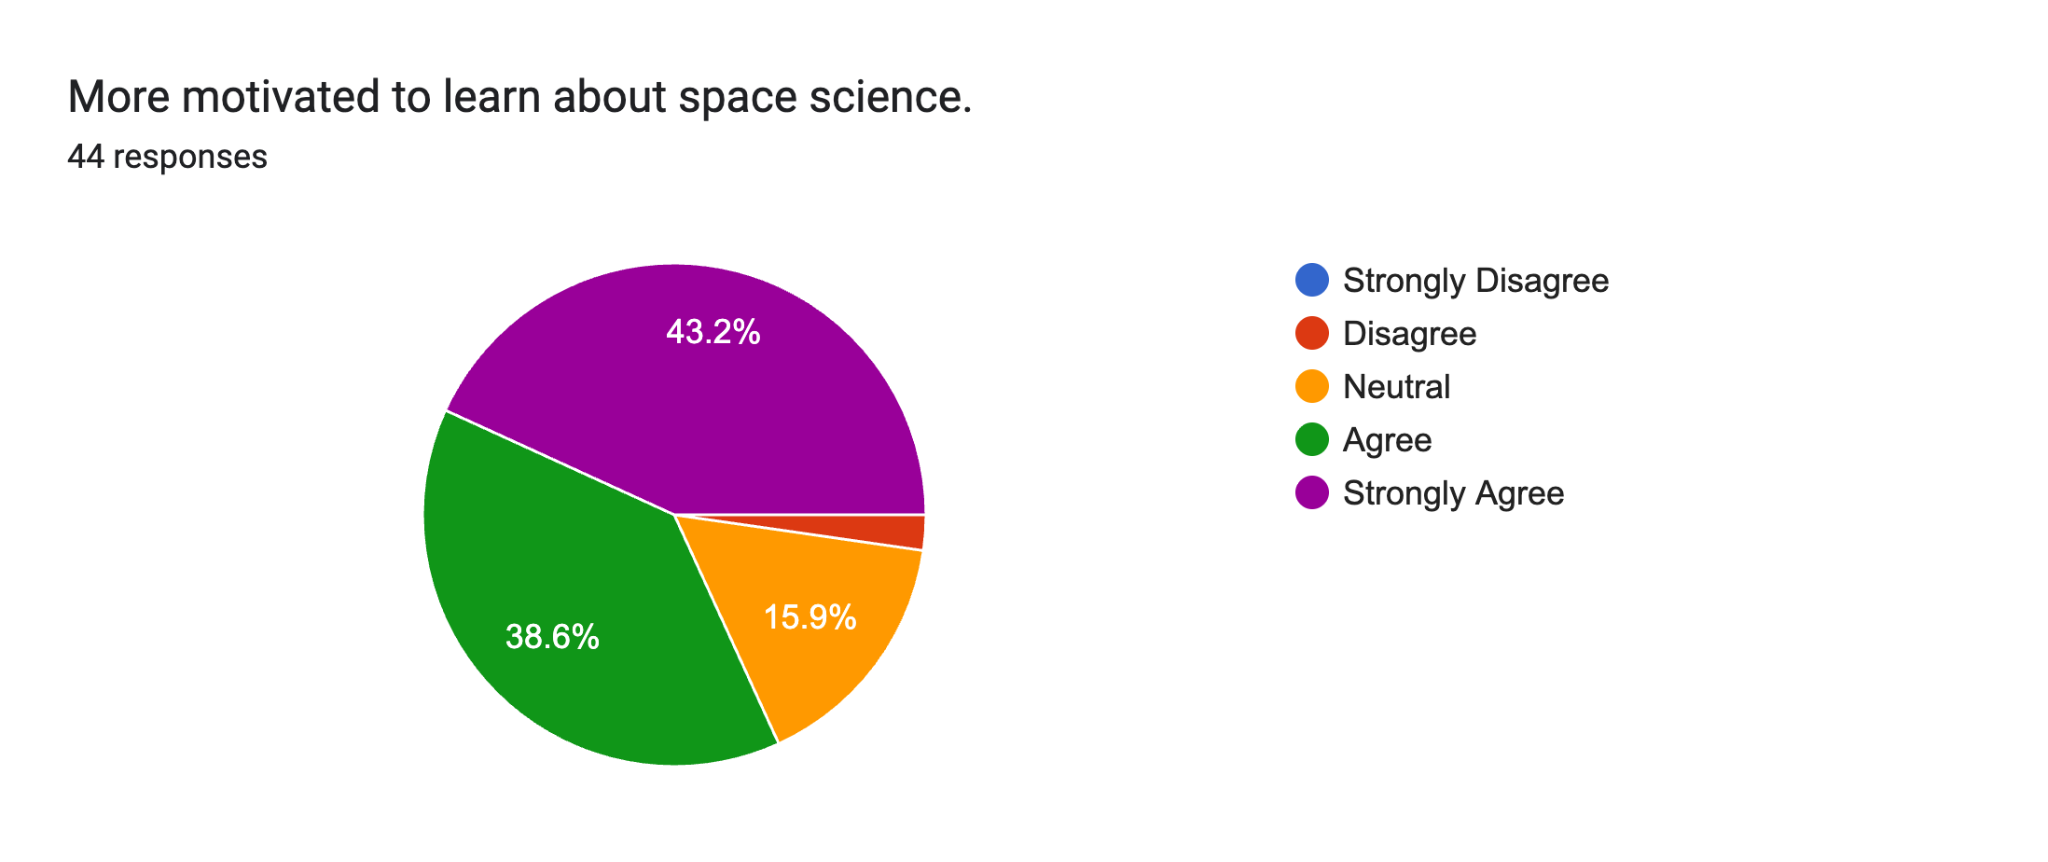 More motivated to learn about space science.
44 responses
43.2%
38.6%
15.9%
Strongly Disagree
Disagree
Neutral
Agree
Strongly Agree